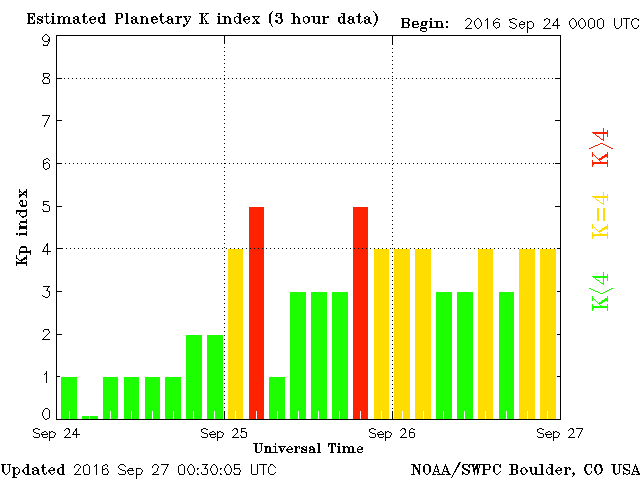 Estimated Planetary K index (3 hour data) Begin: 2016 Sep 24 0000 UTC
9
8
7
6
5
4
3
2
1
0
Kp index
K>4
K=4
K<4
Sep 24 Sep 25 Sep 26 Sep 27
Universal Time
Updated 2016 Sep 27 00:30:05 UTC NOAA/SWPC Boulder, CO USA